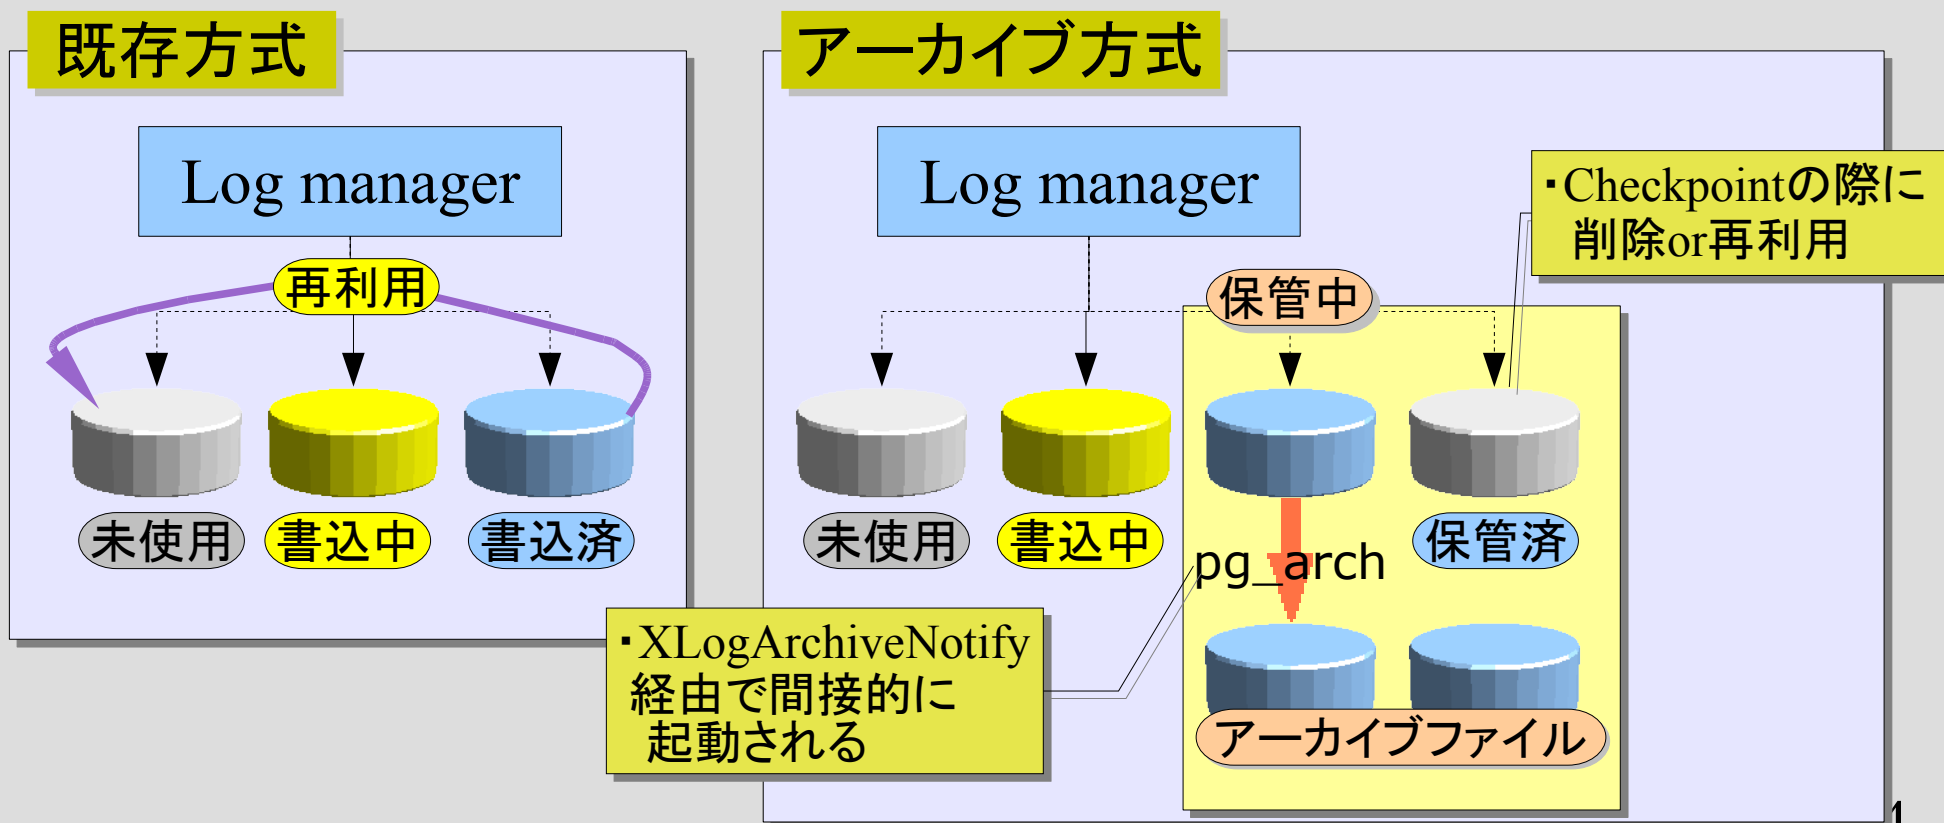 既存方式
Log manager
再利用
未使用
書込中
書込済
アーカイブ方式
Log manager
・Checkpointの際に
削除or再利用
保管中
未使用
書込中
保管済
pg_arch
・XLogArchiveNotify
経由で間接的に
起動される
アーカイブファイル